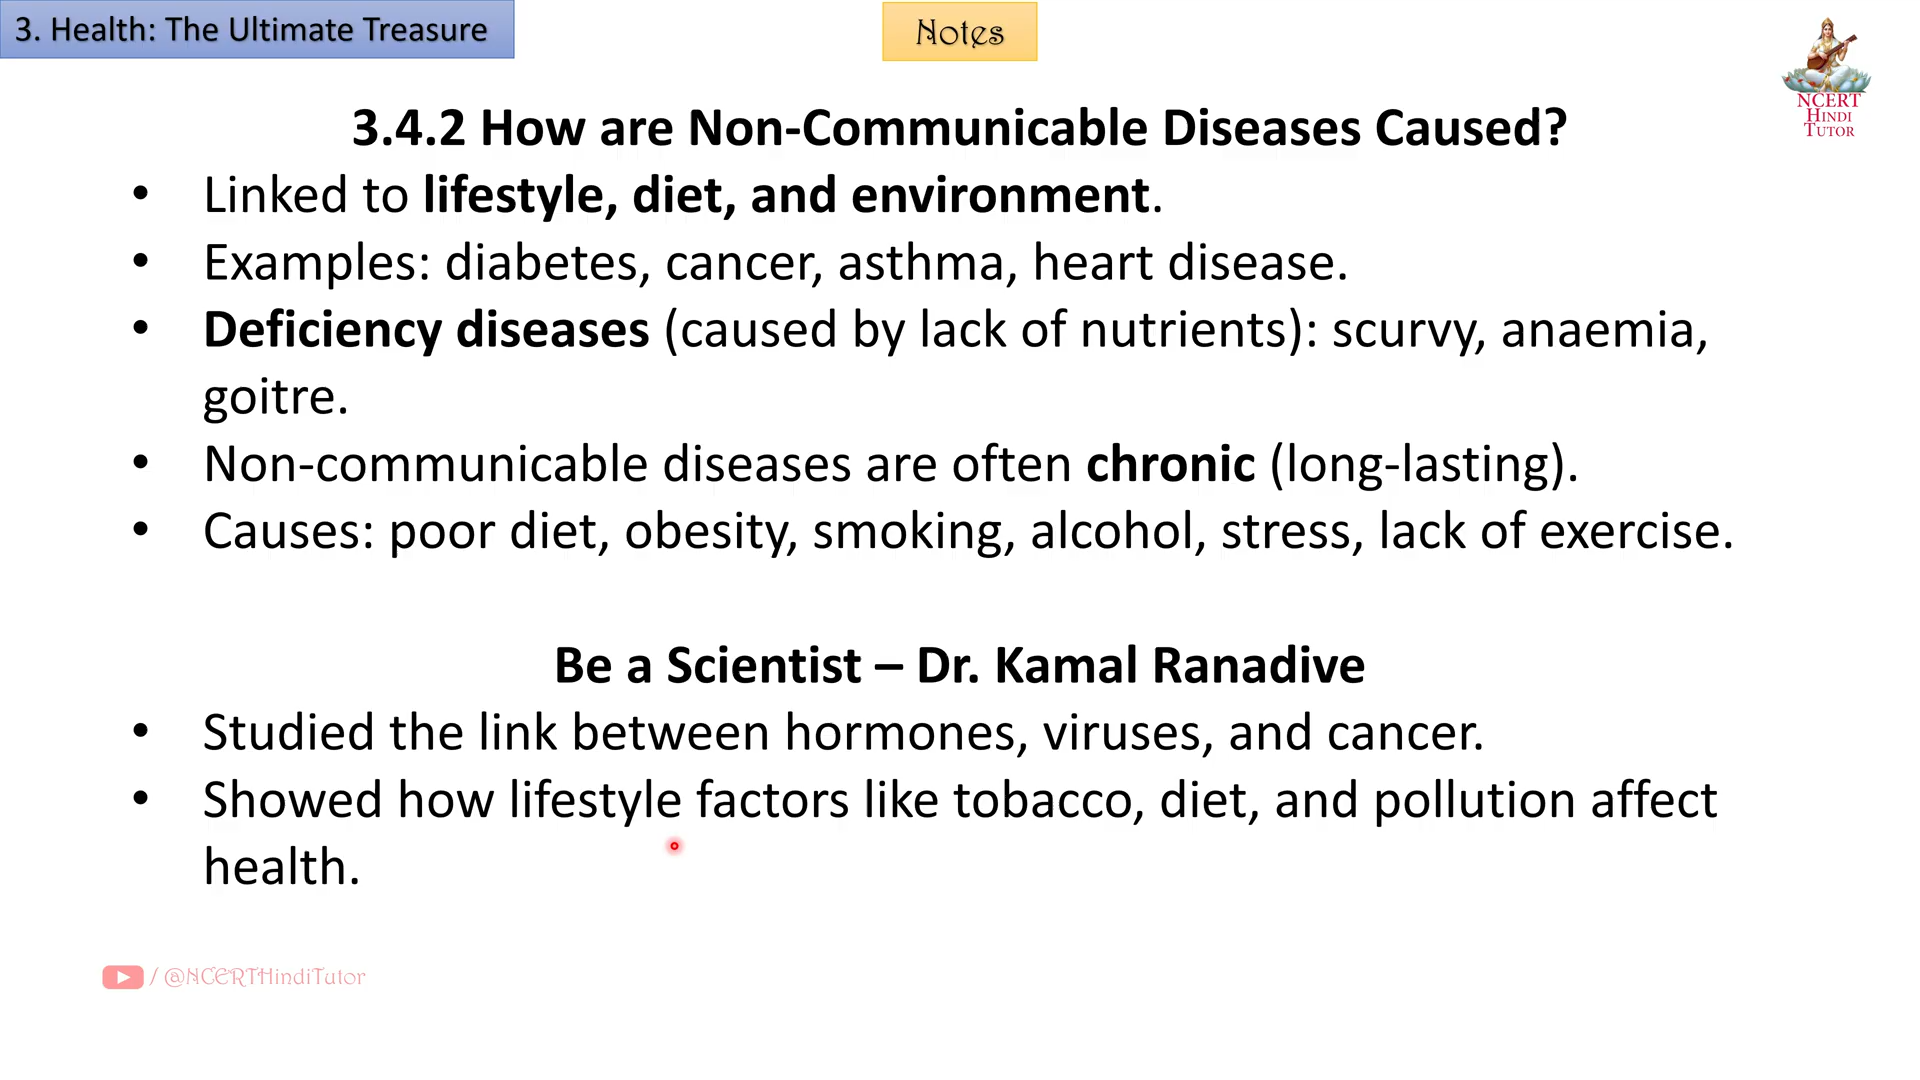 3. Health: The Ultimate Treasure
Notes
NCERT
HINDI
TUTOR
3.4.2 How are Non-Communicable Diseases Caused?
• Linked to lifestyle, diet, and environment.
• Examples: diabetes, cancer, asthma, heart disease.
• Deficiency diseases (caused by lack of nutrients): scurvy, anaemia,
goitre.
• Non-communicable diseases are often chronic (long-lasting).
• Causes: poor diet, obesity, smoking, alcohol, stress, lack of exercise.
Be a Scientist – Dr. Kamal Ranadive
• Studied the link between hormones, viruses, and cancer.
• Showed how lifestyle factors like tobacco, diet, and pollution affect
health.
/ @NCERTHindiTutor